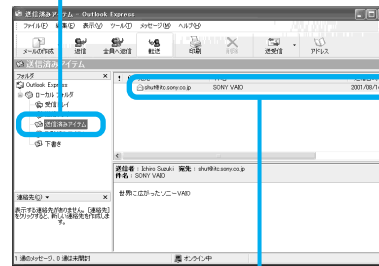 送信済みアイテム - Outlook Express
ファイル(F) 編集(E) 表示(V) ツール(T) メッセージ(M) ヘルプ(H)
メールの作成 返信 全員へ返信 転送 印刷 削除 送受信 アドレス
送信済みアイテム
フォルダ ×
Outlook Express
ローカル フォルダ
受信トレイ
送信済みアイテム
下書き
shut@itc.sony.co.jp SONY VAIO 2001/08/1
送信者: Ichiro Suzuki 宛先: shut@itc.sony.co.jp
件名: SONY VAIO
世界に広がったソニーVAIO
連絡先(C) ×
表示する連絡先がありません。[連絡先]
をクリックすると、新しい連絡先を作成しま
す。
1 通のメッセージ、0 通は未開封 オンライン中